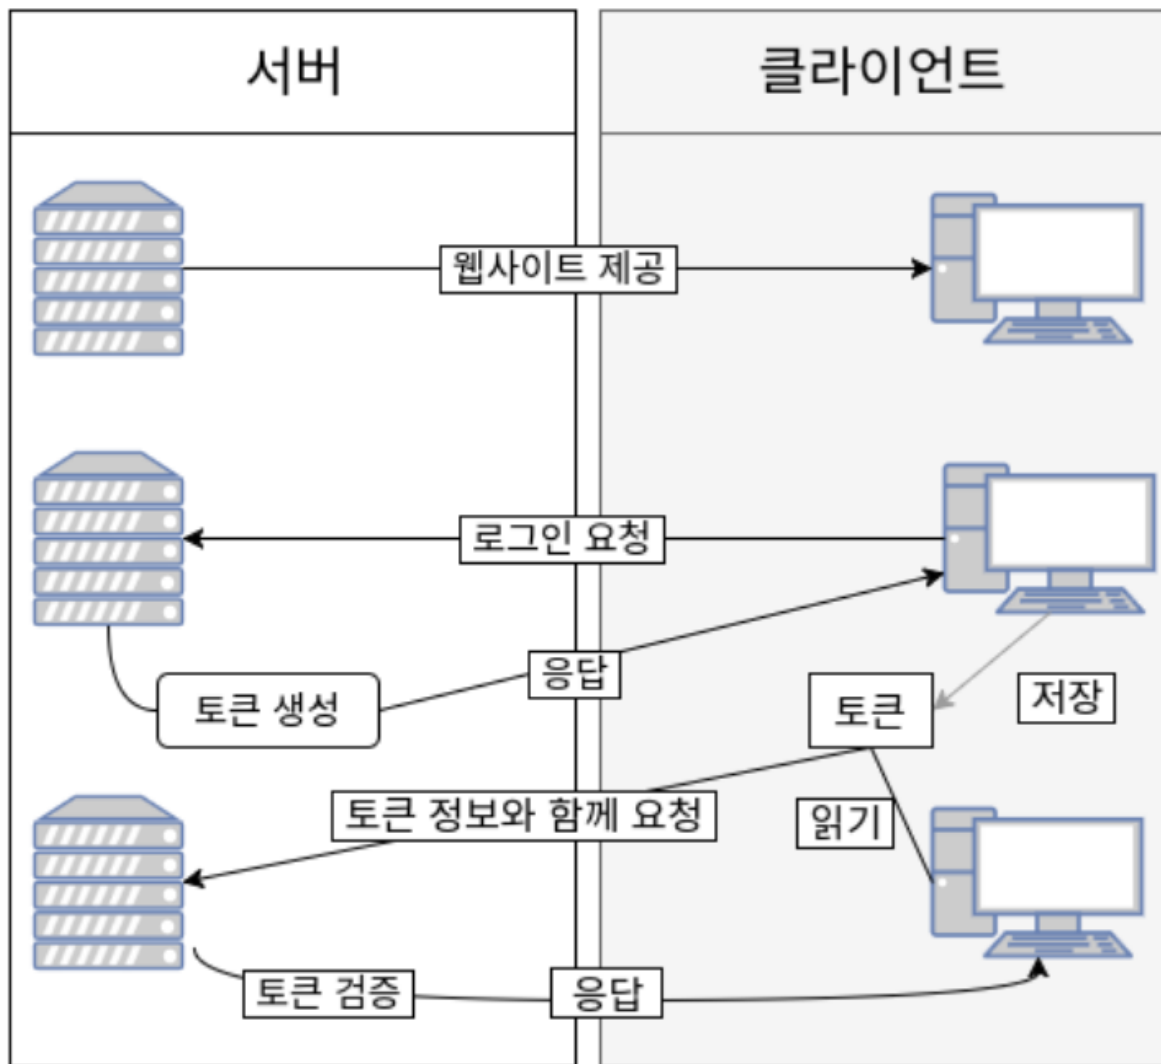 서버
클라이언트
웹사이트 제공
로그인 요청
응답
토큰 생성
토큰
저장
토큰 정보와 함께 요청
읽기
토큰 검증
응답